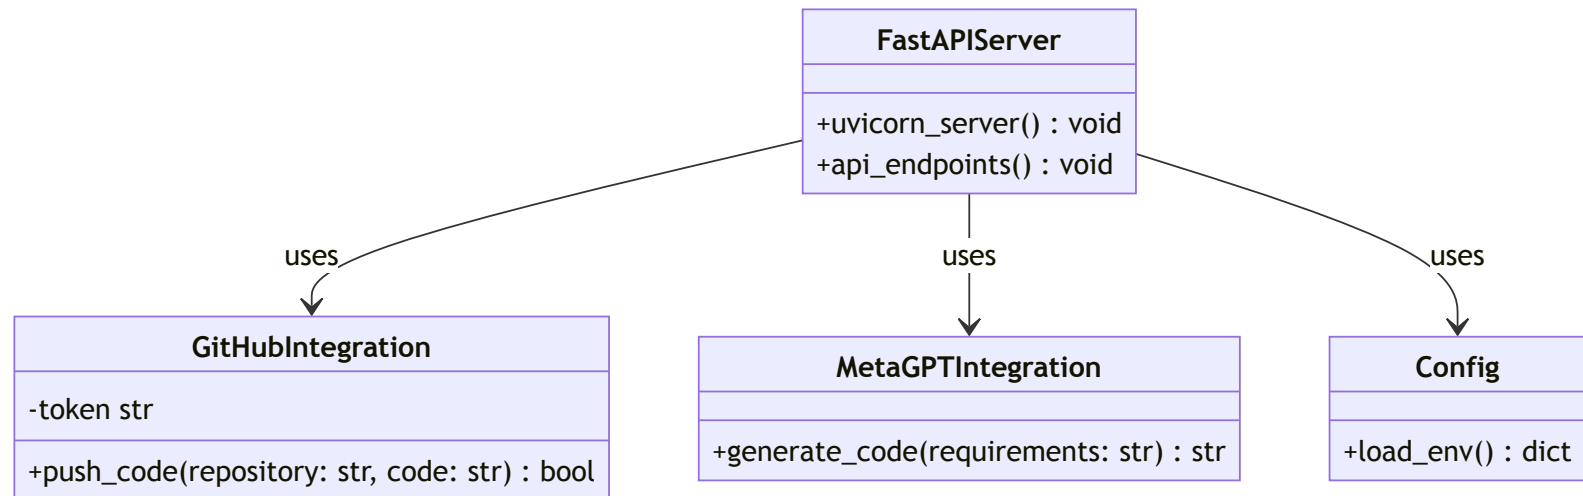 FastAPIServer
+uvicorn_server() : void
+api_endpoints() : void
uses
uses
uses
GitHubIntegration
-token str
+push_code(repository: str, code: str) : bool
MetaGPTIntegration
+generate_code(requirements: str) : str
Config
+load_env() : dict